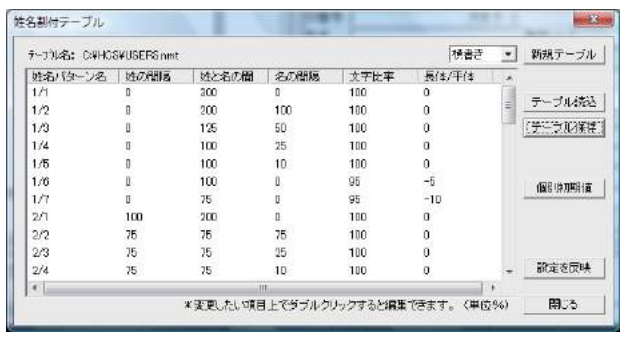 姓名割付テーブル
テーブル名: C:¥HGS¥USERS.nmt
横書き
新規テーブル
姓名パターン名 姓の間隔 姓と名の間 名の間隔 文字比率 長体/平体
1/1 0 200 0 100 0
1/2 0 200 100 100 0
1/3 0 125 50 100 0
1/4 0 100 25 100 0
1/5 0 100 10 100 0
1/6 0 100 0 95 -5
1/7 0 75 0 95 -10
2/1 100 200 0 100 0
2/2 75 75 75 100 0
2/3 75 75 25 100 0
2/4 75 75 10 100 0
テーブル読込
テーブル保存
個別初期値
設定を反映
＊変更したい項目上でダブルクリックすると編集できます。（単位%）
閉じる